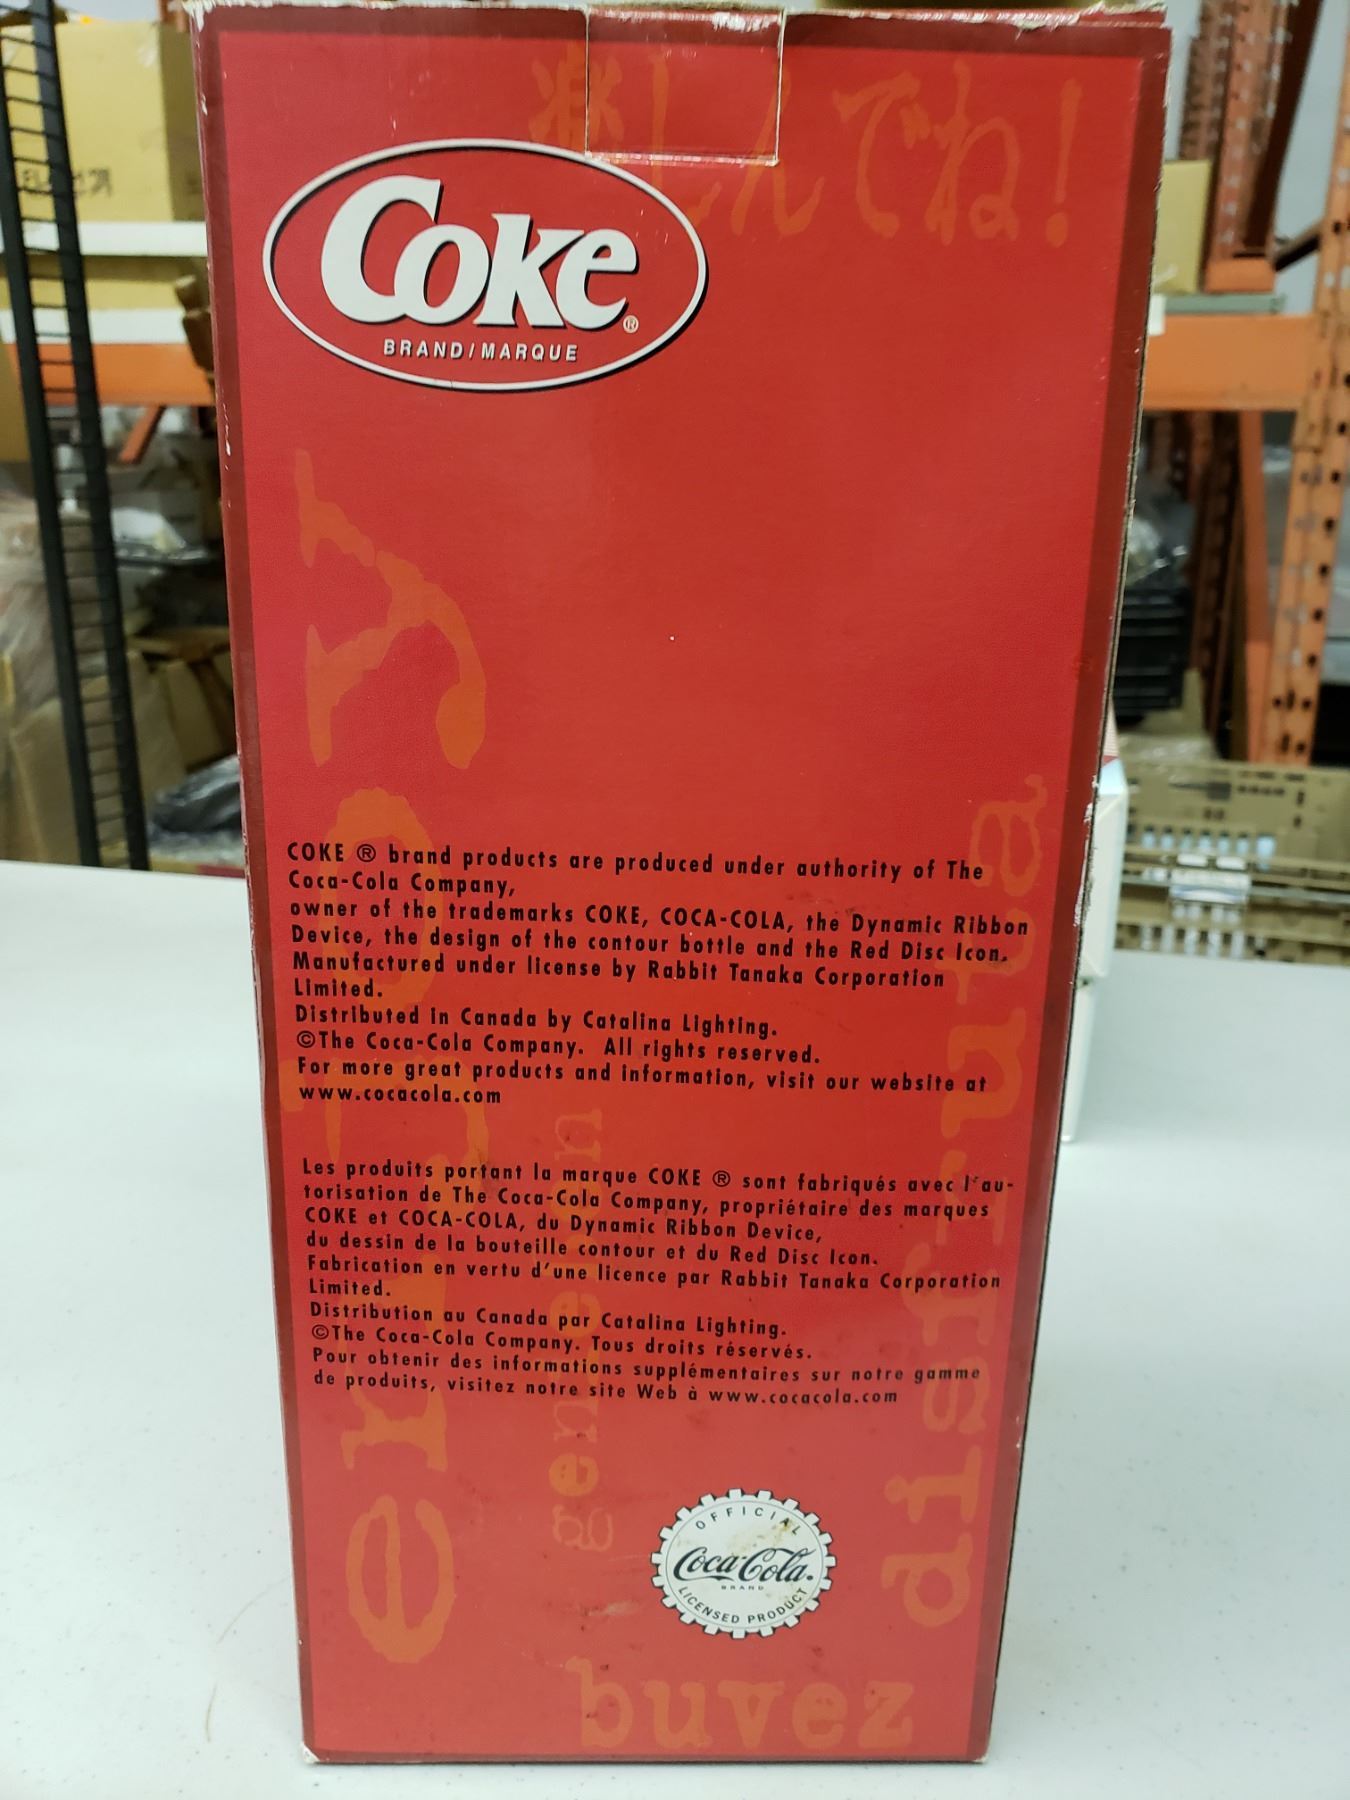 楽しんでね!
Coke®
BRAND/MARQUE
enjoy
COKE ® brand products are produced under authority of The
Coca-Cola Company,
owner of the trademarks COKE, COCA-COLA, the Dynamic Ribbon
Device, the design of the contour bottle and the Red Disc Icon.
Manufactured under license by Rabbit Tanaka Corporation
Limited.
Distributed in Canada by Catalina Lighting.
©The Coca-Cola Company. All rights reserved.
For more great products and information, visit our website at
www.cocacola.com
Les produits portant la marque COKE ® sont fabriqués avec l'au-
torisation de The Coca-Cola Company, propriétaire des marques
COKE et COCA-COLA, du Dynamic Ribbon Device,
du dessin de la bouteille contour et du Red Disc Icon.
Fabrication en vertu d'une licence par Rabbit Tanaka Corporation
Limited.
Distribution au Canada par Catalina Lighting.
©The Coca-Cola Company. Tous droits réservés.
Pour obtenir des informations supplémentaires sur notre gamme
de produits, visitez notre site Web à www.cocacola.com
disfruta
OFFICIAL
Coca-Cola
BRAND
LICENSED PRODUCT
buvez